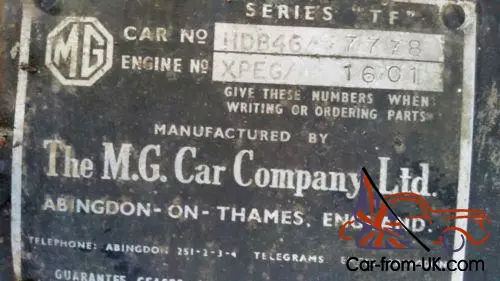 SERIES "TF"
MG CAR No HDB46/ 7778
ENGINE No XPEG/ 1601
GIVE THESE NUMBERS WHEN
WRITING OR ORDERING PARTS
MANUFACTURED BY
The M.G. Car Company, Ltd.
ABINGDON-ON-THAMES, ENGLAND.
TELEPHONE: ABINGDON 251-2-3-4 TELEGRAMS
GUARANTEE
Car-from-UK.com